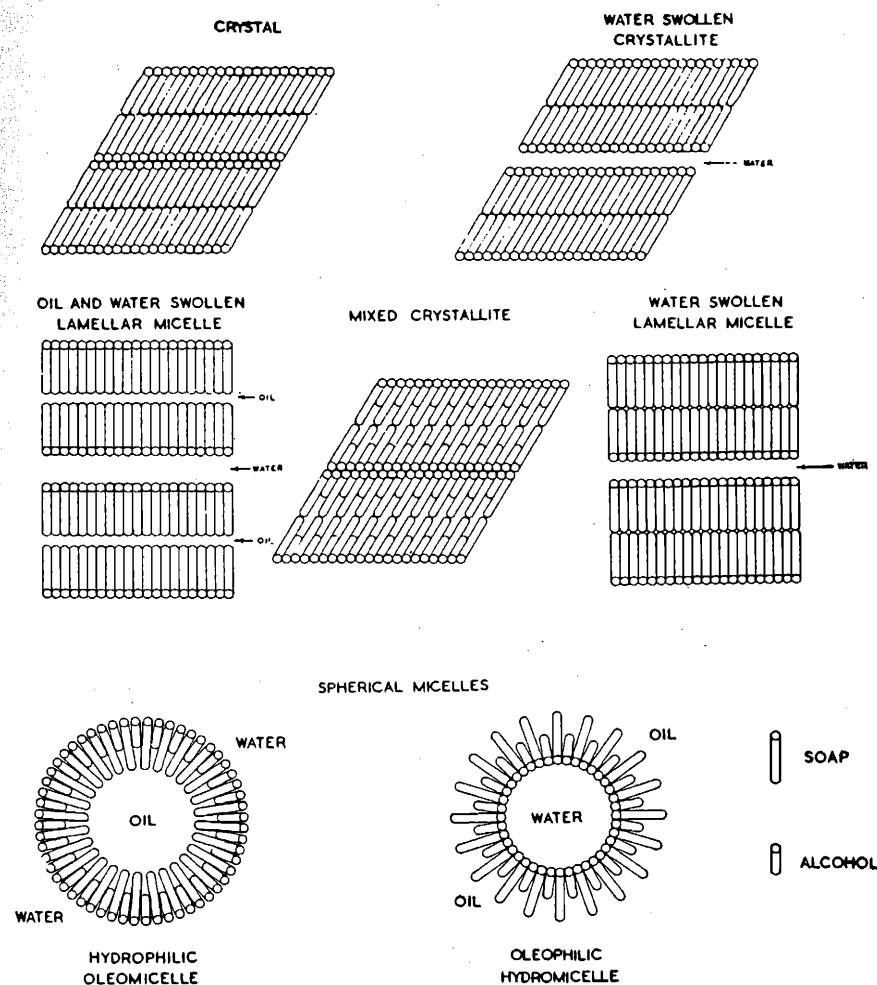 CRYSTAL
WATER SWOLLEN
CRYSTALLITE
WATER
OIL AND WATER SWOLLEN
LAMELLAR MICELLE
MIXED CRYSTALLITE
WATER SWOLLEN
LAMELLAR MICELLE
OIL
WATER
WATER
OIL
SPHERICAL MICELLES
WATER
OIL
OIL
WATER
SOAP
ALCOHOL
WATER
OIL
HYDROPHILIC
OLEOMICELLE
OLEOPHILIC
HYDROMICELLE